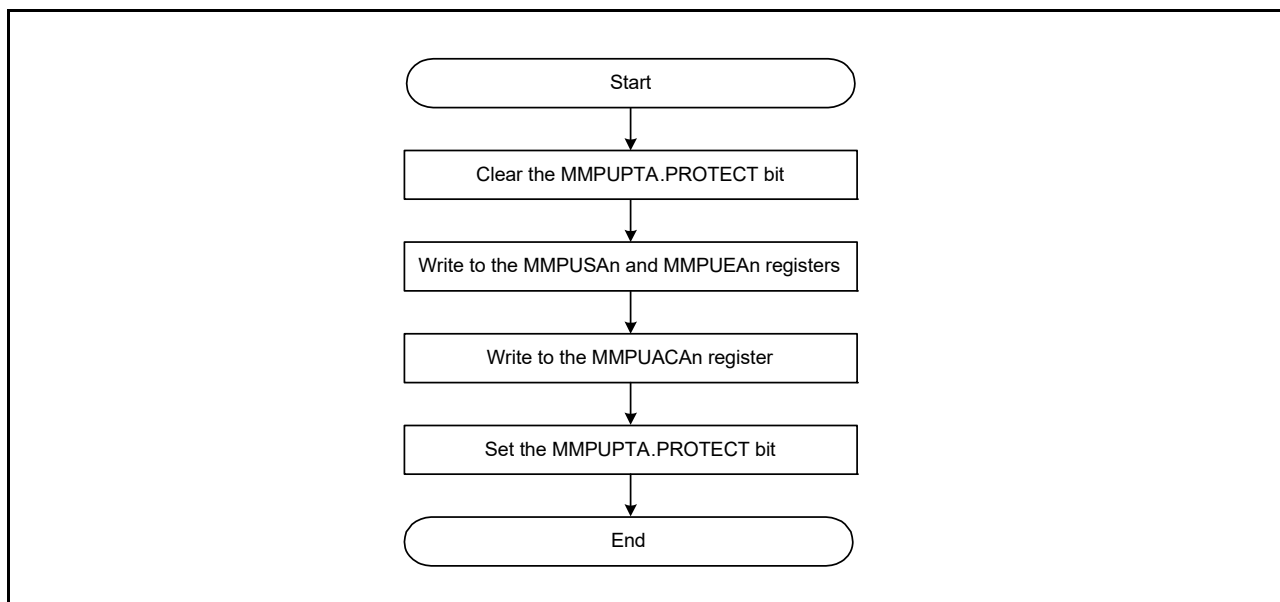 Start
Clear the MMPUPTA.PROTECT bit
Write to the MMPUSAn and MMPUEAn registers
Write to the MMPUACAn register
Set the MMPUPTA.PROTECT bit
End